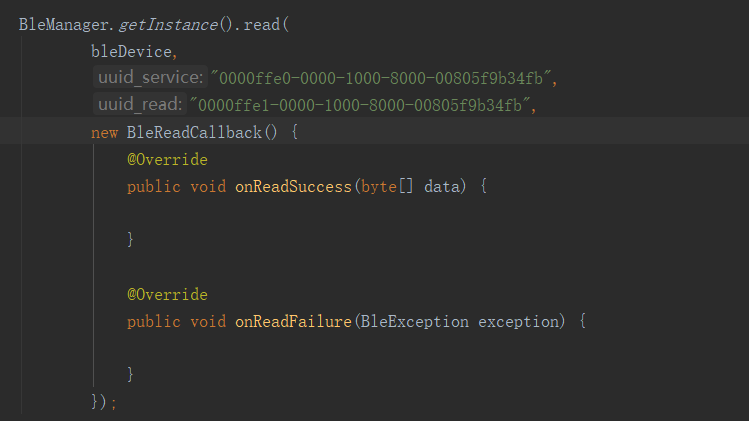 BleManager.getInstance().read(
bleDevice,
uuid_service: "0000ffe0-0000-1000-8000-00805f9b34fb",
uuid_read: "0000ffe1-0000-1000-8000-00805f9b34fb",
new BleReadCallback() {
@Override
public void onReadSuccess(byte[] data) {
}
@Override
public void onReadFailure(BleException exception) {
}
});